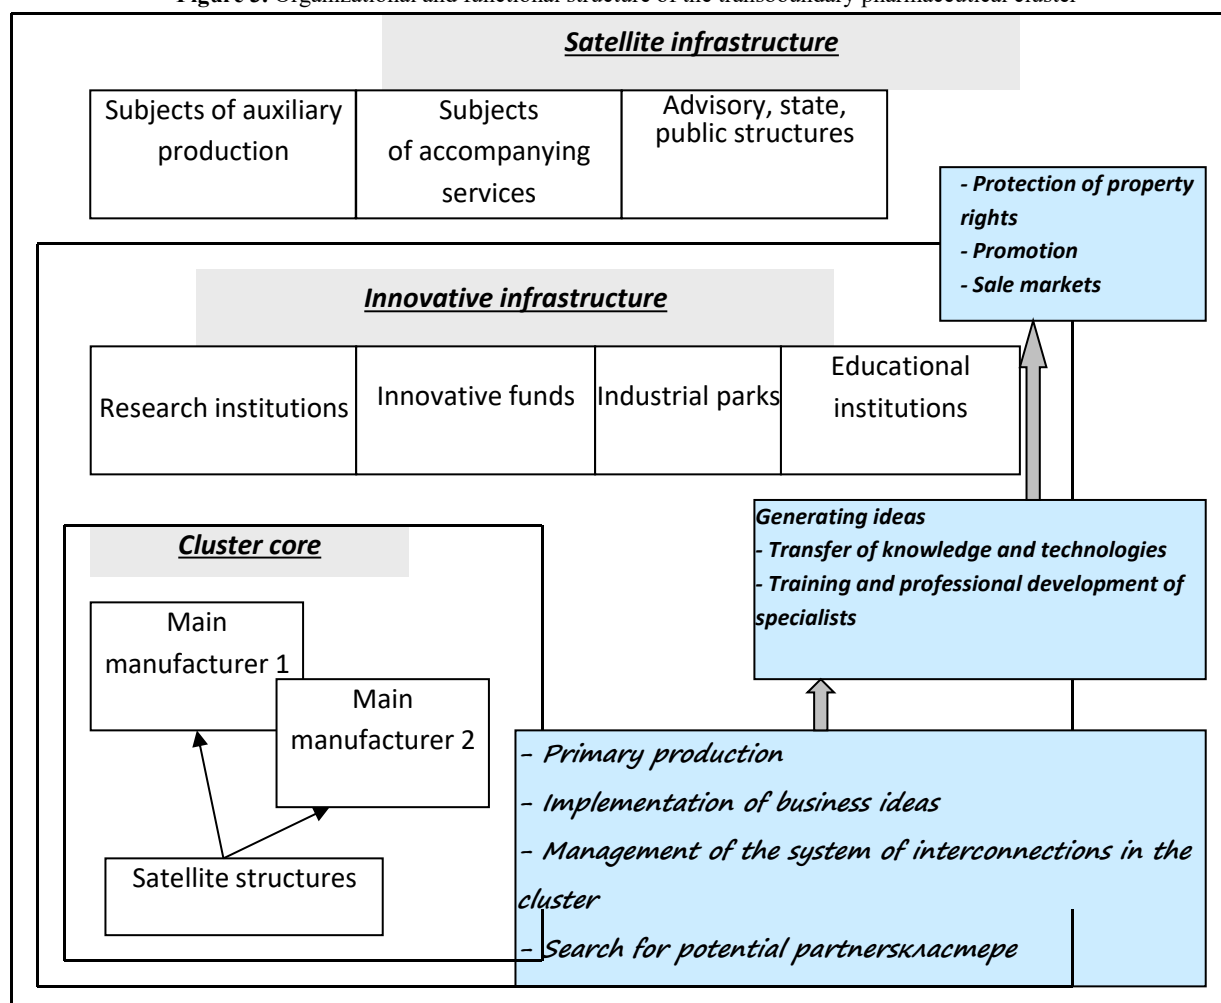 Figure 3. Organizational and functional structure of the transboundary pharmaceutical cluster
Satellite infrastructure
Subjects of auxiliary
production
Subjects
of accompanying
services
Advisory, state,
public structures
- Protection of property
rights
- Promotion
- Sale markets
Innovative infrastructure
Research institutions
Innovative funds
Industrial parks
Educational
institutions
Generating ideas
- Transfer of knowledge and technologies
- Training and professional development of
specialists
Cluster core
Main
manufacturer 1
Main
manufacturer 2
Satellite structures
- Primary production
- Implementation of business ideas
- Management of the system of interconnections in the
cluster
- Search for potential partnersкластере